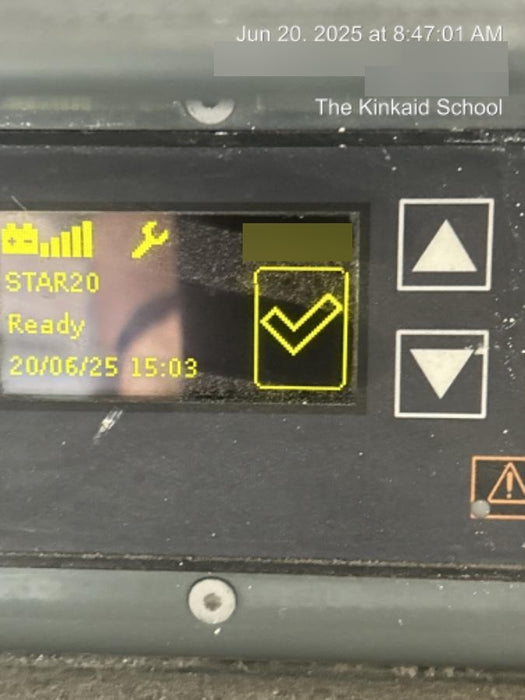 Jun 20. 2025 at 8:47:01 AM
The Kinkaid School
STAR20
Ready
20/06/25 15:03